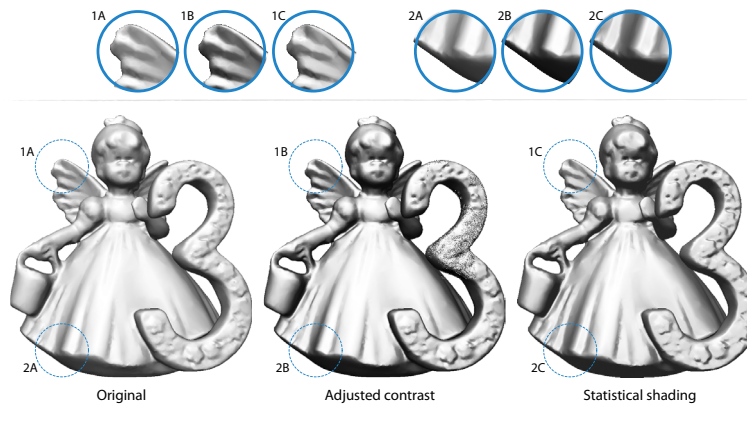 1A
1B
1C
2A
2B
2C
1A
1B
1C
2A
2B
2C
Original
Adjusted contrast
Statistical shading